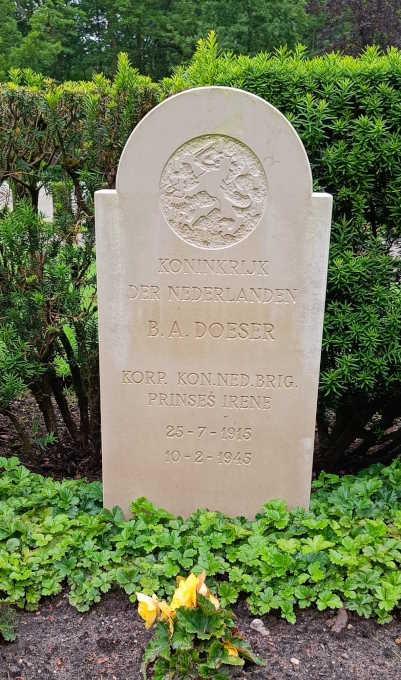 KONINKRIJK
DER NEDERLANDEN
B. A. DOESER
KORP. KON. NED. BRIG.
PRINSES IRENE
25-7-1915
10-2-1945